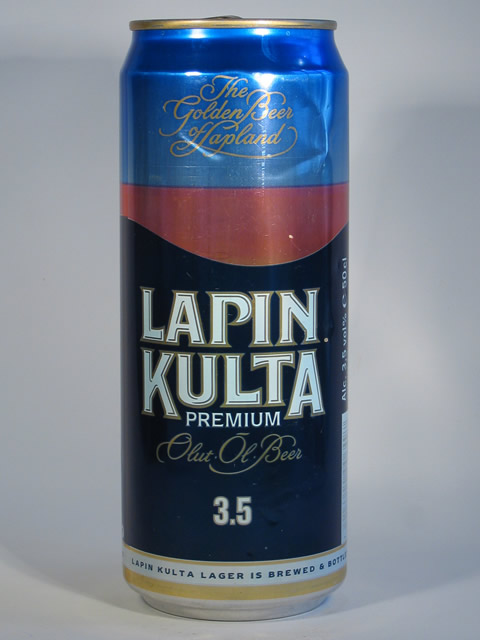 The
Golden Beer
of Lapland
LAPIN
KULTA
PREMIUM
Olut·Öl·Beer
3.5
Alc. 3,5 vol% ℮ 50cl
LAPIN KULTA LAGER IS BREWED &